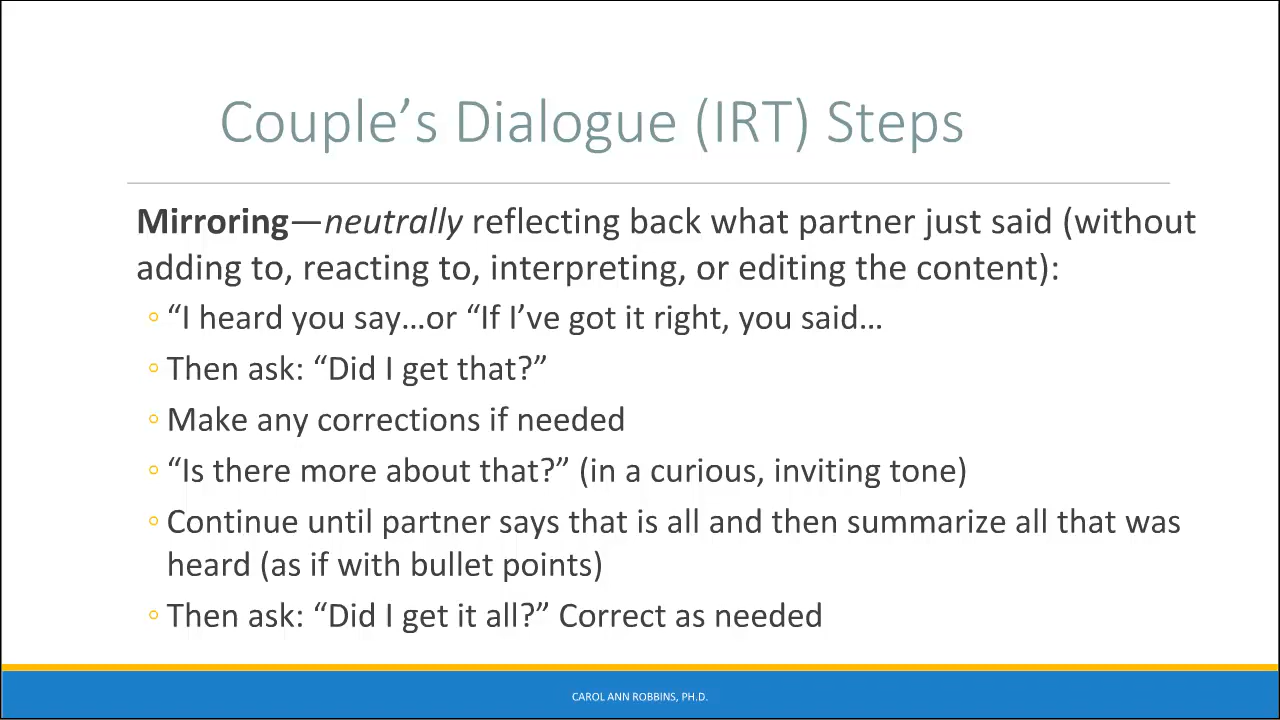 Couple’s Dialogue (IRT) Steps
Mirroring—neutrally reflecting back what partner just said (without
adding to, reacting to, interpreting, or editing the content):
◦ “I heard you say…or “If I’ve got it right, you said…
◦ Then ask: “Did I get that?”
◦ Make any corrections if needed
◦ “Is there more about that?” (in a curious, inviting tone)
◦ Continue until partner says that is all and then summarize all that was
heard (as if with bullet points)
◦ Then ask: “Did I get it all?” Correct as needed
CAROL ANN ROBBINS, PH.D.